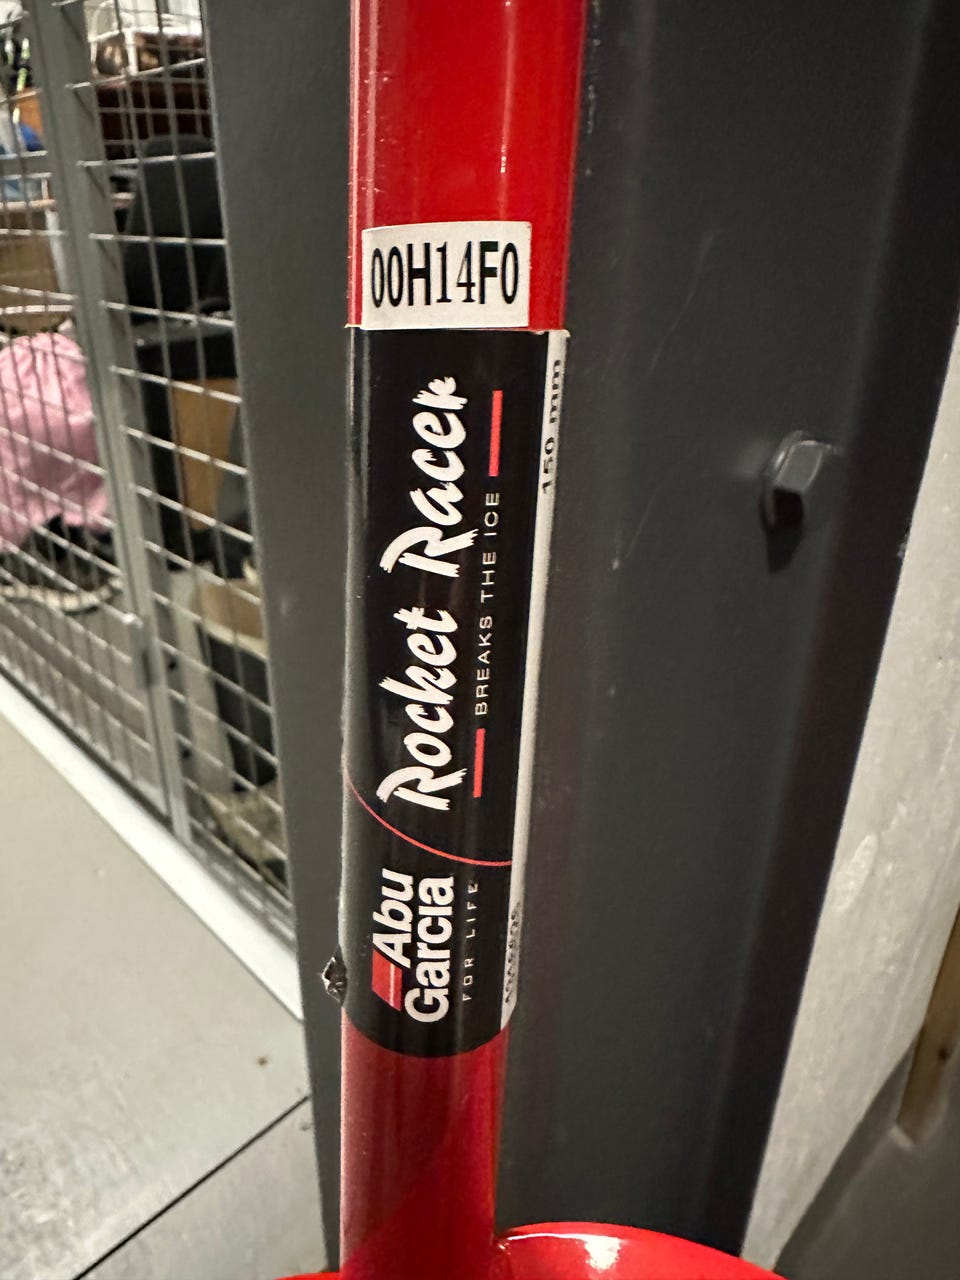 00H14F0
Rocket Racer
BREAKS THE ICE
150 mm
Abu
Garcia
FOR LIFE